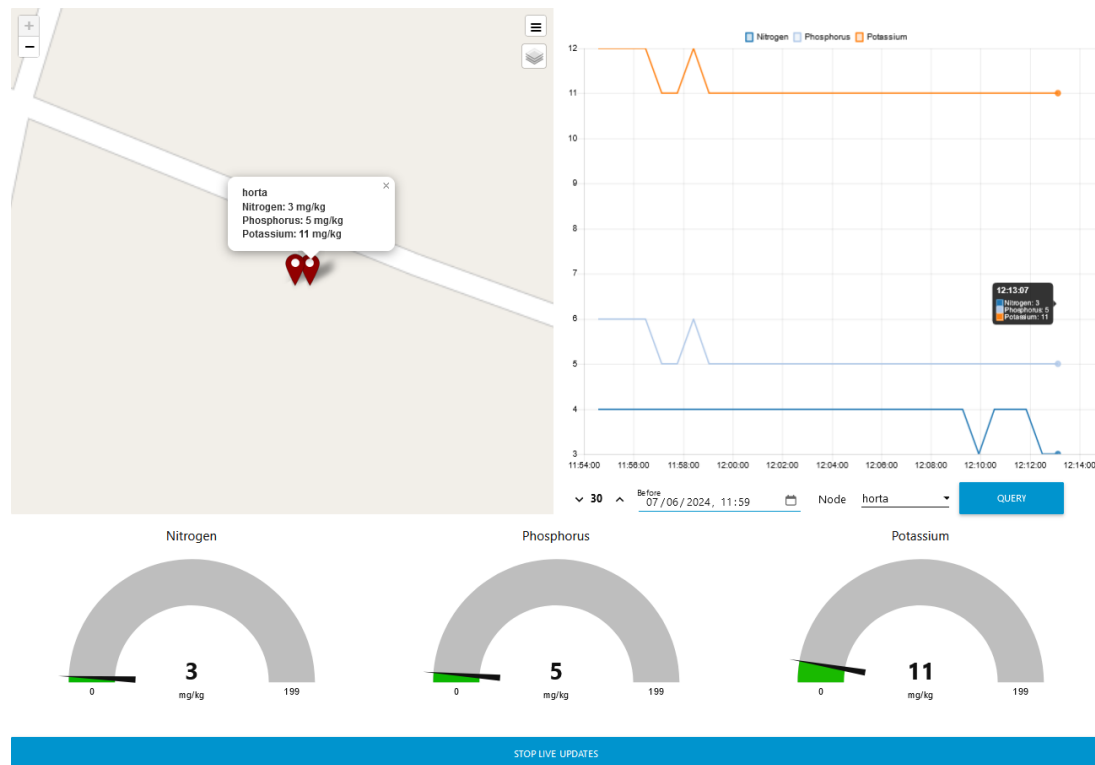 +
−
horta
Nitrogen: 3 mg/kg
Phosphorus: 5 mg/kg
Potassium: 11 mg/kg
×
Nitrogen Phosphorus Potassium
12
11
10
9
8
7
6
5
4
3
12:13:07
Nitrogen: 3
Phosphorus: 5
Potassium: 11
11:54:00 11:56:00 11:58:00 12:00:00 12:02:00 12:04:00 12:06:00 12:08:00 12:10:00 12:12:00 12:14:00
30
Before
07/06/2024, 11:59
Node horta
QUERY
Nitrogen
3
mg/kg
0 199
Phosphorus
5
mg/kg
0 199
Potassium
11
mg/kg
0 199
STOP LIVE UPDATES